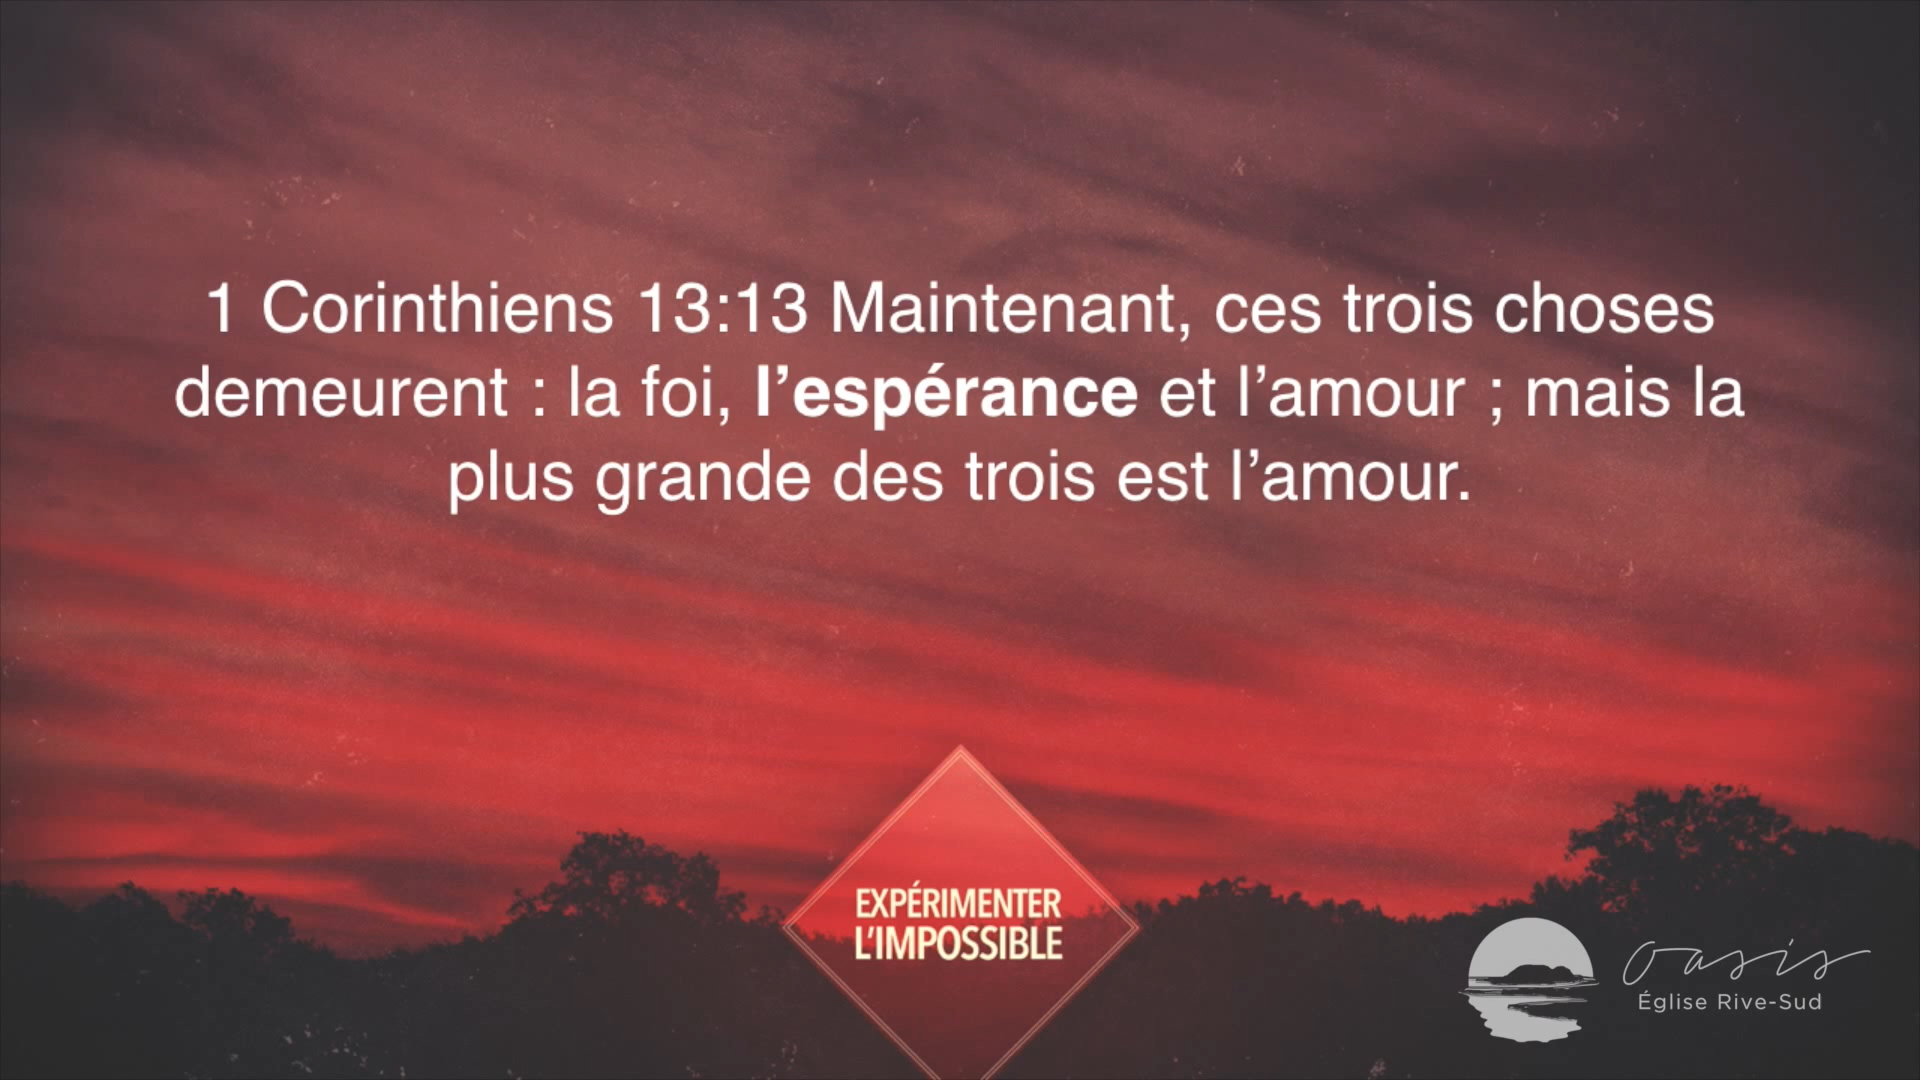 1 Corinthiens 13:13 Maintenant, ces trois choses
demeurent : la foi, l’espérance et l’amour ; mais la
plus grande des trois est l’amour.
EXPÉRIMENTER
L’IMPOSSIBLE
oasis
Église Rive-Sud